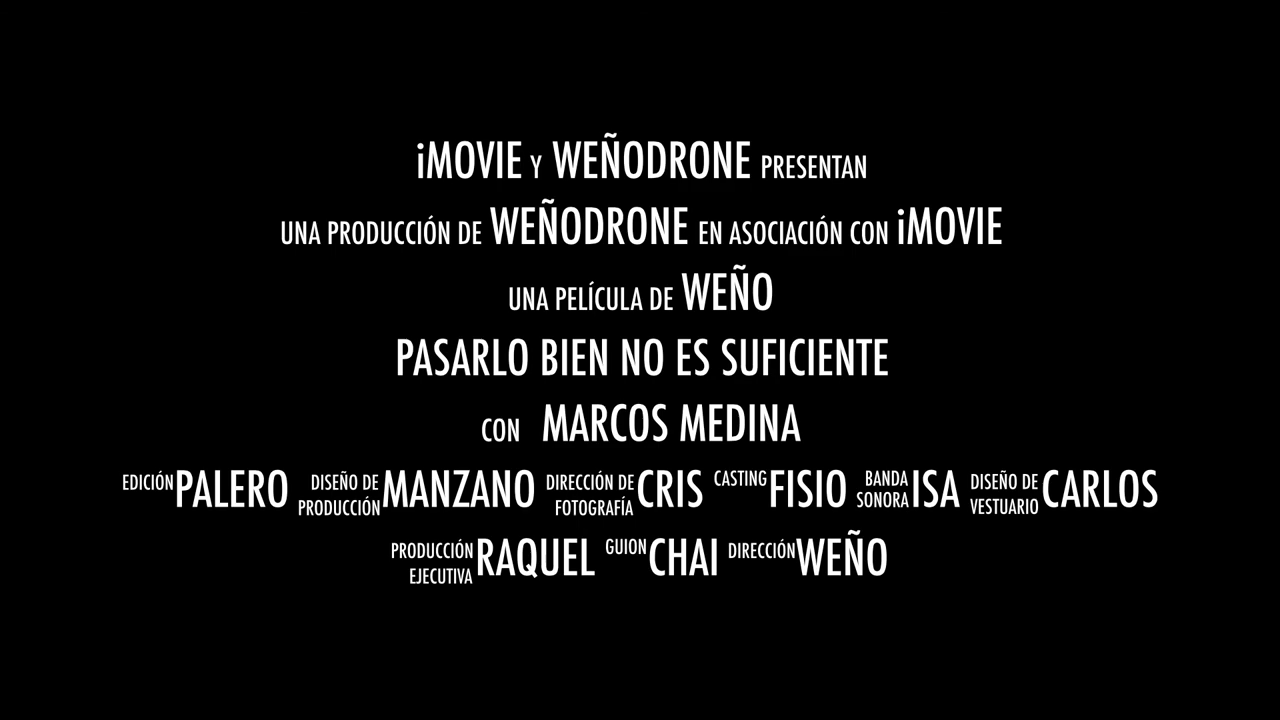 iMOVIE Y WEÑODRONE PRESENTAN
UNA PRODUCCIÓN DE WEÑODRONE EN ASOCIACIÓN CON iMOVIE
UNA PELÍCULA DE WEÑO
PASARLO BIEN NO ES SUFICIENTE
CON MARCOS MEDINA
EDICIÓN PALERO DISEÑO DE PRODUCCIÓN MANZANO DIRECCIÓN DE FOTOGRAFÍA CRIS CASTING FISIO BANDA SONORA ISA DISEÑO DE VESTUARIO CARLOS
PRODUCCIÓN EJECUTIVA RAQUEL GUION CHAI DIRECCIÓN WEÑO